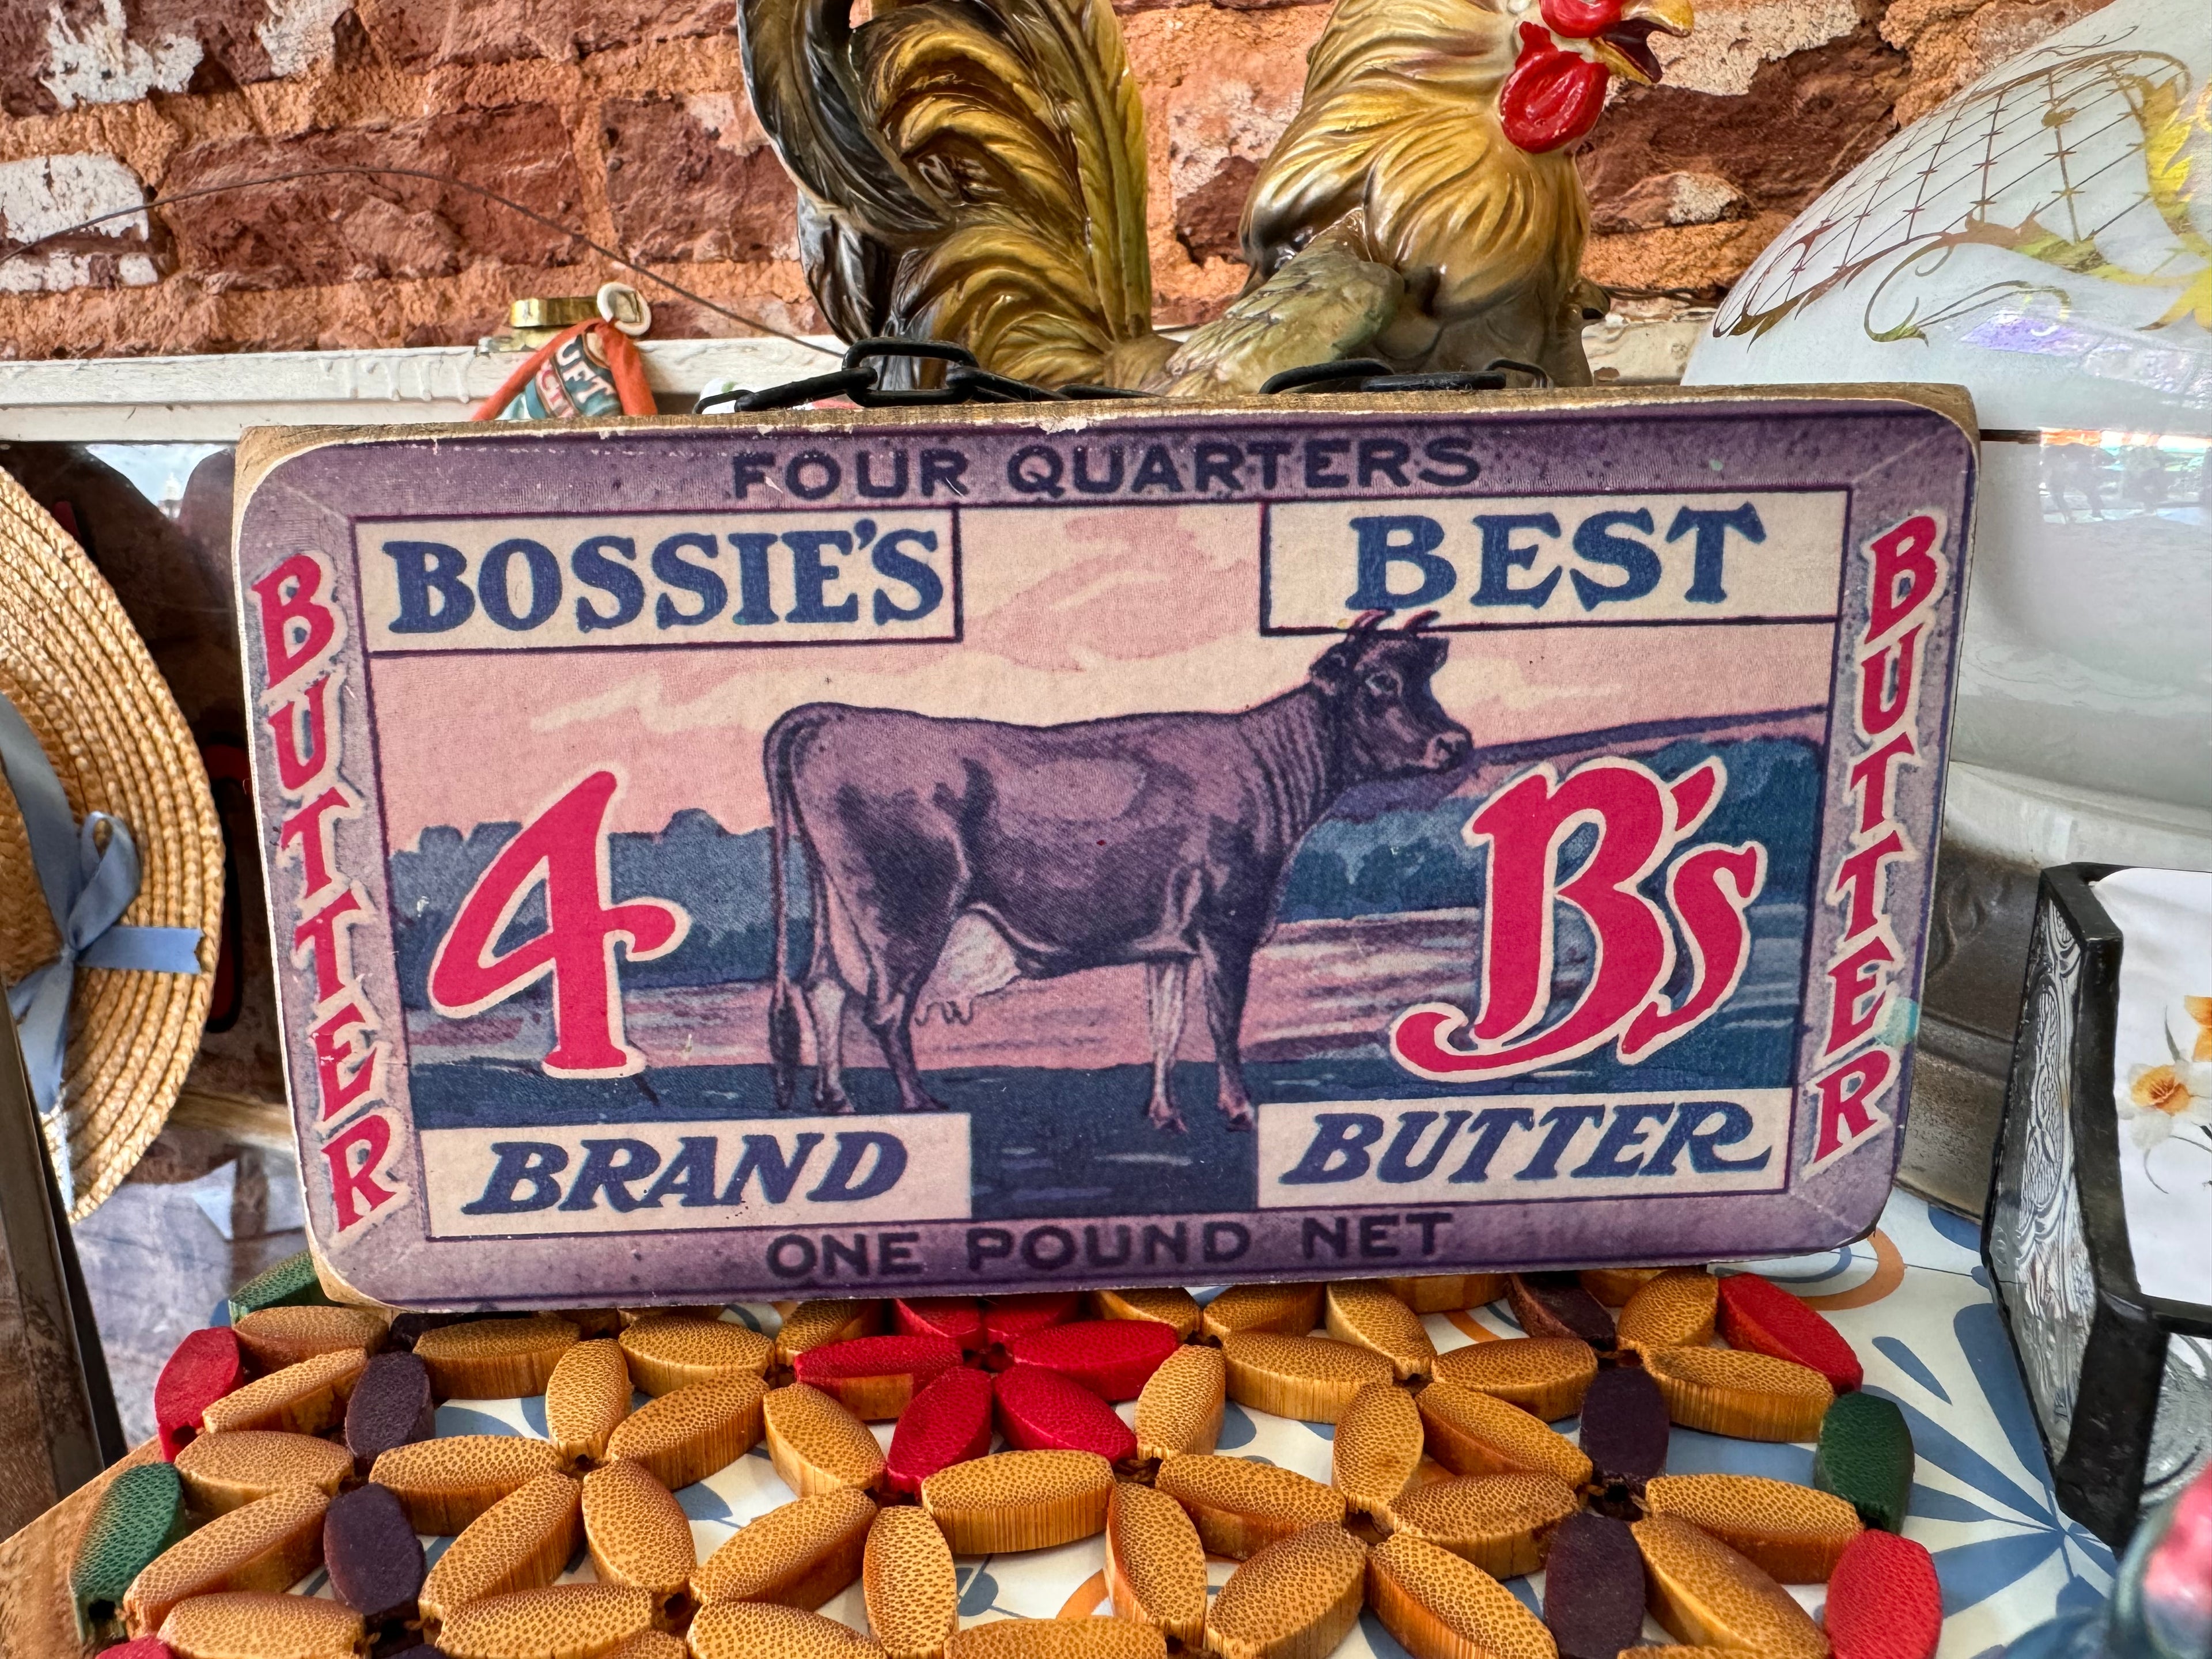 FOUR QUARTERS
BOSSIE'S BEST
BUTTER
BUTTER
4 B's
BRAND BUTTER
ONE POUND NET